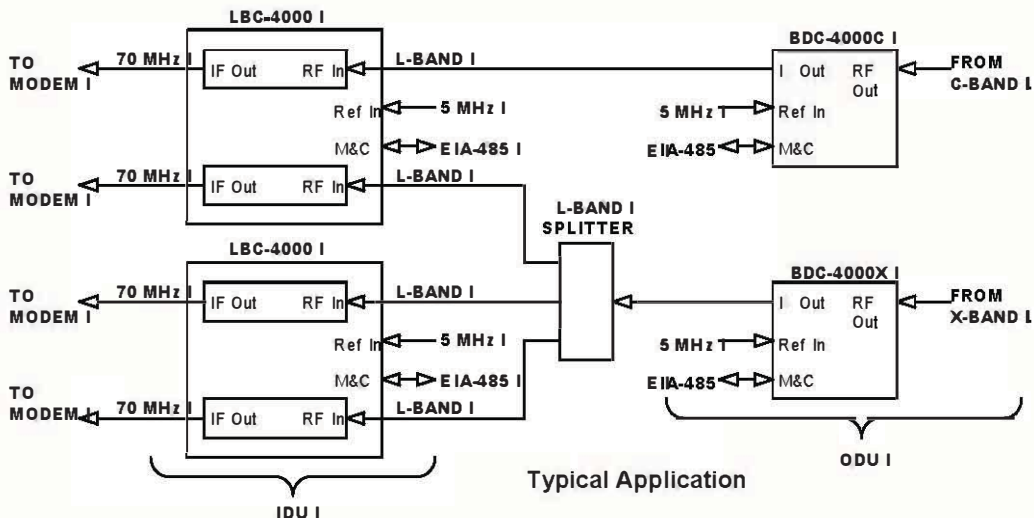 LBC-4000 I
BDC-4000C I
TO
MODEM I
70 MHz I
IF Out
RF In
L-BAND I
I Out
RF
Out
FROM
C-BAND I
Ref In
5 MHz I
5 MHz I
Ref In
M&C
EIA-485 I
EIA-485
M&C
TO
MODEM I
70 MHz I
IF Out
RF In
L-BAND I
L-BAND I
SPLITTER
LBC-4000 I
BDC-4000X I
TO
MODEM I
70 MHz I
IF Out
RF In
L-BAND I
I Out
RF
Out
FROM
X-BAND I
Ref In
5 MHz I
5 MHz I
Ref In
M&C
EIA-485 I
EIA-485
M&C
TO
MODEM I
70 MHz I
IF Out
RF In
L-BAND I
ODU I
Typical Application
IDU I